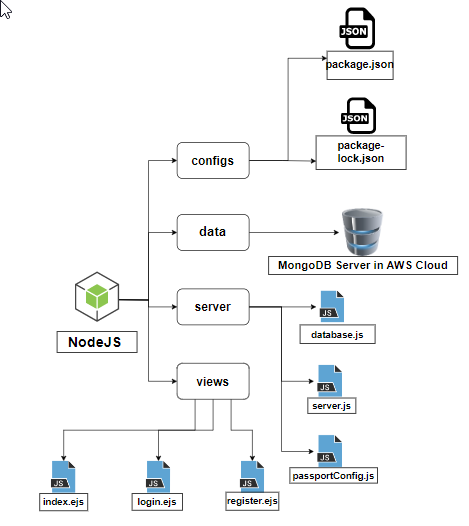 JSON
package.json
JSON
package-
lock.json
configs
data
MongoDB Server in AWS Cloud
NodeJS
server
JS
database.js
views
JS
server.js
JS
passportConfig.js
JS
index.ejs
JS
login.ejs
JS
register.ejs